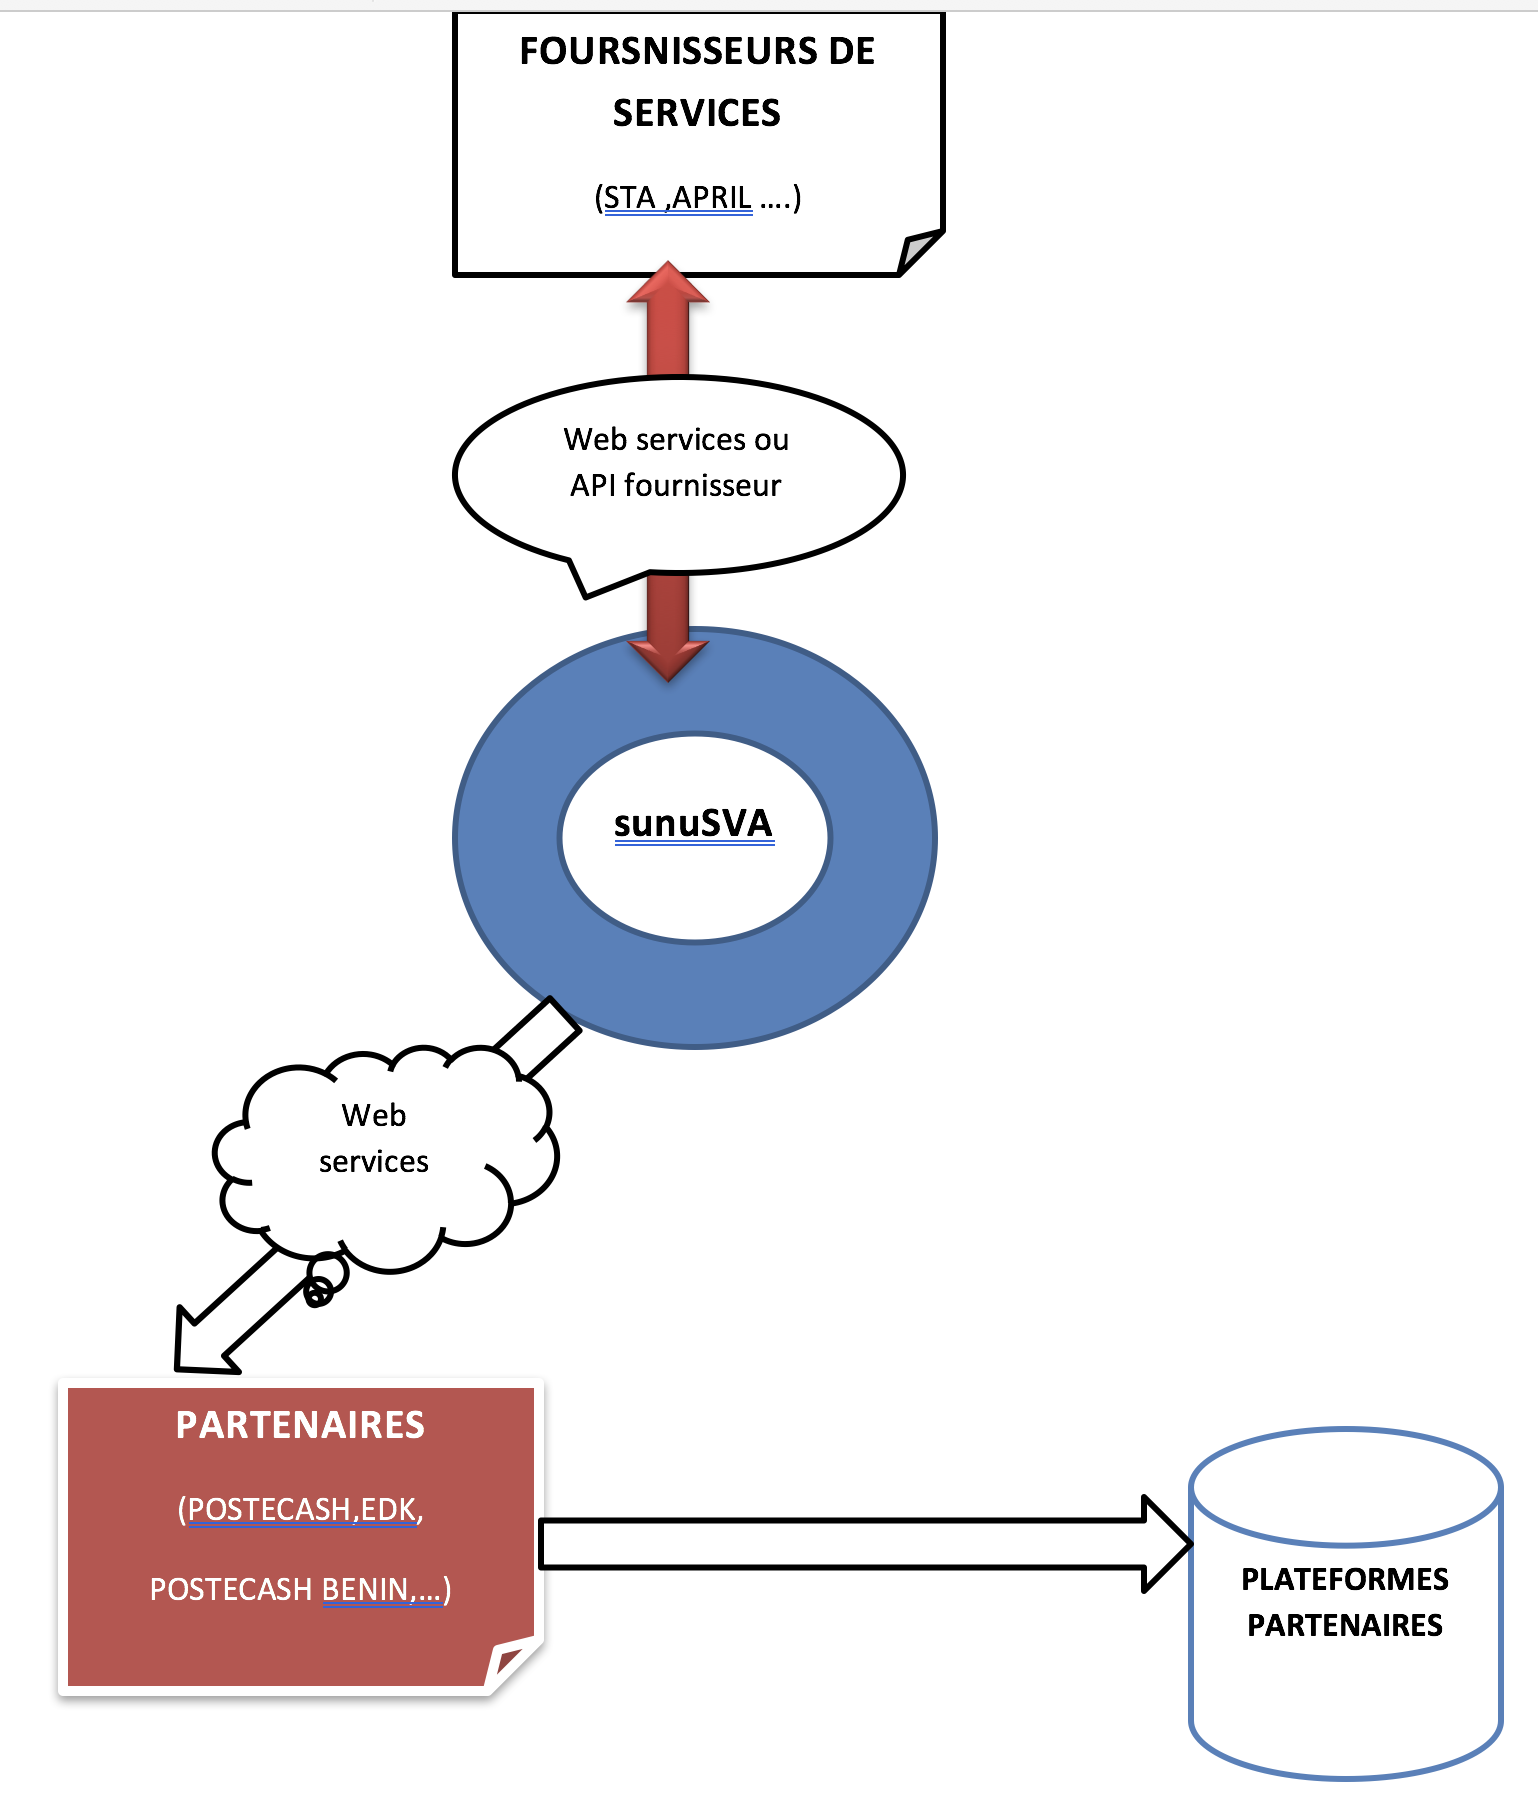 FOURSNISSEURS DE
SERVICES
(STA ,APRIL ....)
Web services ou
API fournisseur
sunuSVA
Web
services
PARTENAIRES
(POSTECASH,EDK,
POSTECASH BENIN,...)
PLATEFORMES
PARTENAIRES